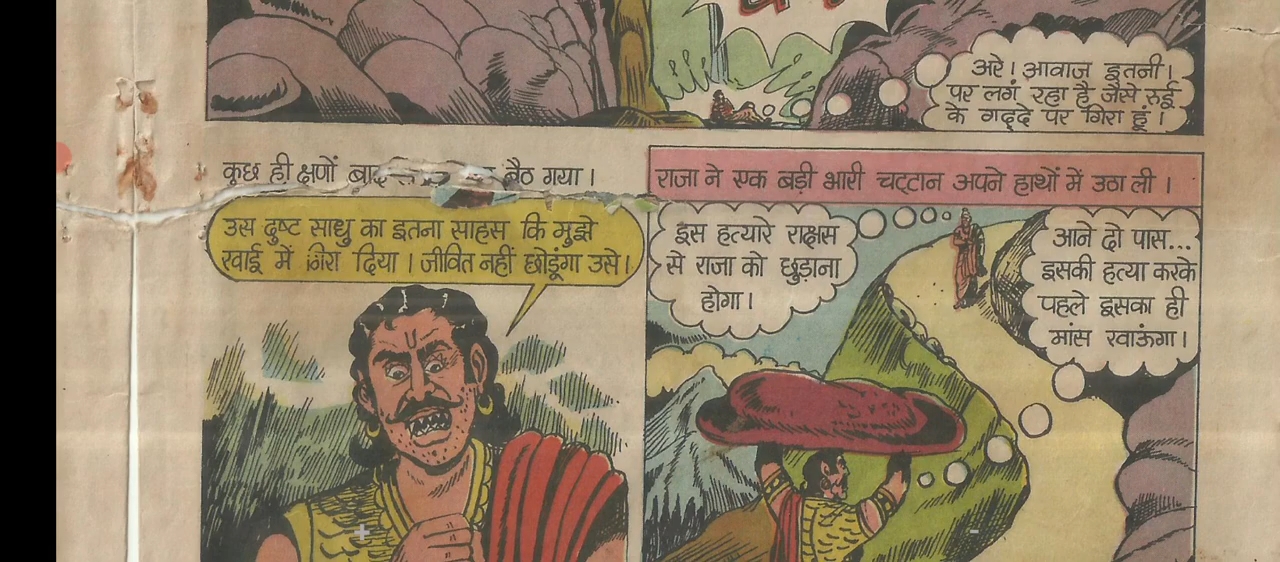 अरे! आवाज इतनी।
पर लग रहा है जैसे रुई
के गद्दे पर गिरा हूं।
कुछ ही क्षणों बाद बैठ गया।
उस दुष्ट साधु का इतना साहस कि मुझे
खाई में गिरा दिया। जीवित नहीं छोडूंगा उसे।
राजा ने एक बड़ी भारी चट्टान अपने हाथों में उठा ली।
इस हत्यारे राक्षस
से राजा को छुड़ाना
होगा।
आने दो पास...
इसकी हत्या करके
पहले इसका ही
मांस खाऊंगा।